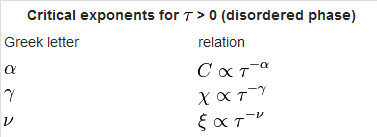 Critical exponents for τ > 0 (disordered phase)
Greek letter relation
α C ∝ τ^−α
γ χ ∝ τ^−γ
ν ξ ∝ τ^−ν